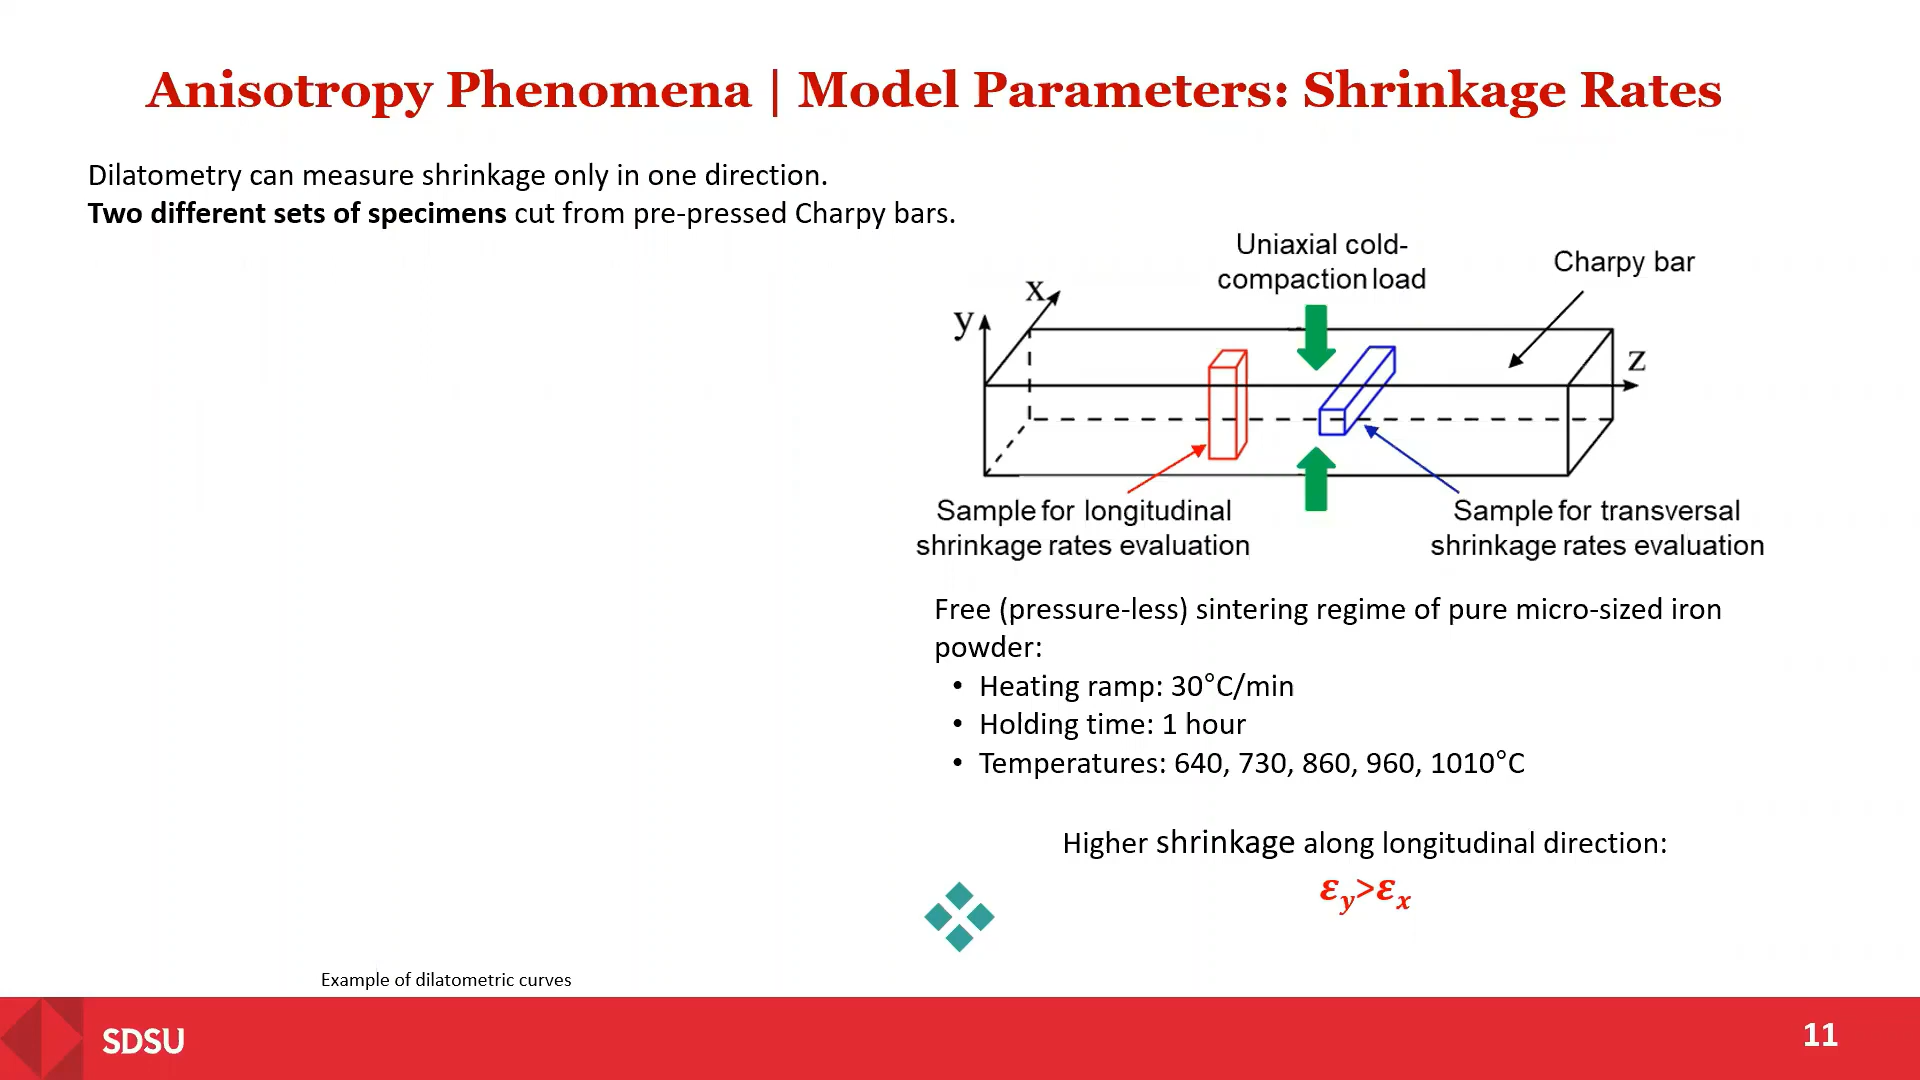 Anisotropy Phenomena | Model Parameters: Shrinkage Rates
Dilatometry can measure shrinkage only in one direction.
Two different sets of specimens cut from pre-pressed Charpy bars.
Uniaxial cold-
compaction load
Charpy bar
x
y
z
Sample for longitudinal
shrinkage rates evaluation
Sample for transversal
shrinkage rates evaluation
Free (pressure-less) sintering regime of pure micro-sized iron
powder:
• Heating ramp: 30°C/min
• Holding time: 1 hour
• Temperatures: 640, 730, 860, 960, 1010°C
Higher shrinkage along longitudinal direction:
εy>εx
Example of dilatometric curves
SDSU
11